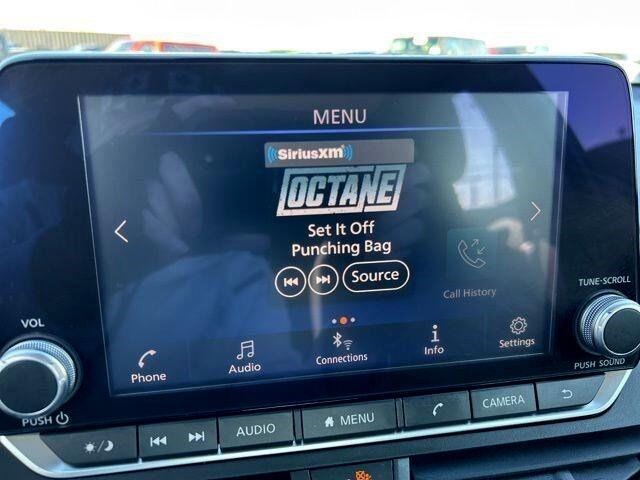 MENU
SiriusXM
OCTANE
Set It Off
Punching Bag
Source
Call History
TUNE·SCROLL
VOL
Phone
Audio
Connections
Info
Settings
PUSH SOUND
PUSH
AUDIO
MENU
CAMERA